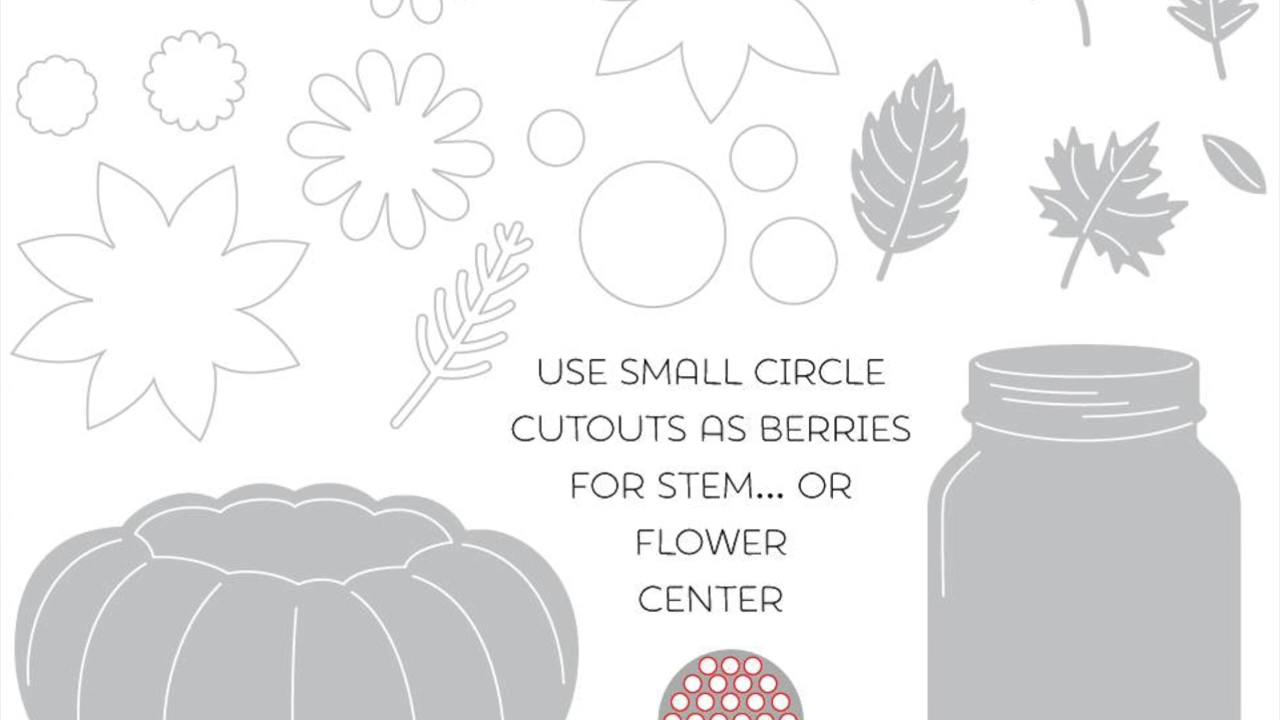 USE SMALL CIRCLE
CUTOUTS AS BERRIES
FOR STEM... OR
FLOWER
CENTER